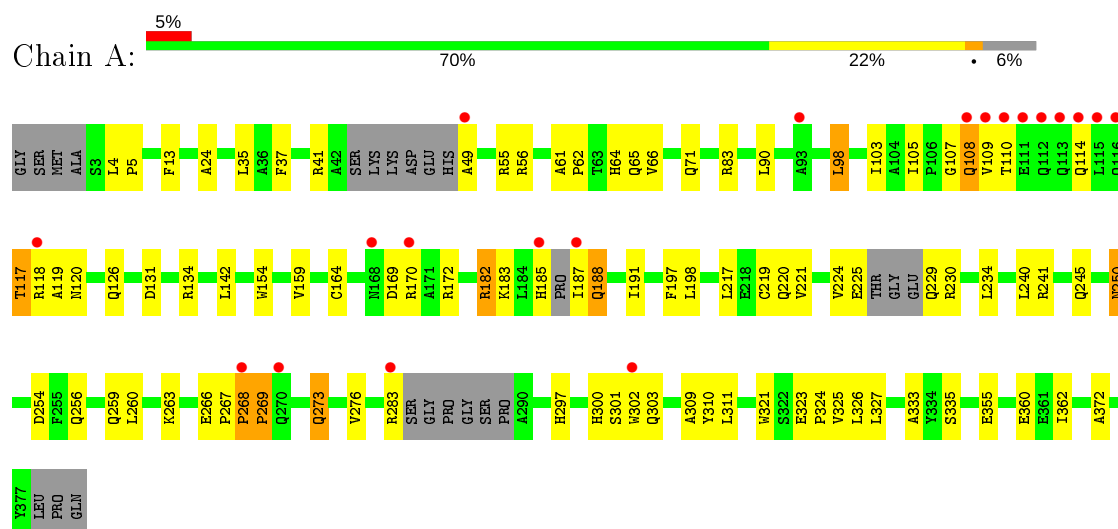 5%
Chain A:
70% 22% • 6%
GLY SER MET ALA S3 L4 P5 F13 A24 L35 A36 F37 R41 A42 SER LYS LYS ASP GLU HIS A49 R55 R56 A61 P62 T63 H64 Q65 V66 Q71 R83 L90 A93 L98 I103 A104 I105 P106 G107 Q108 V109 T110 E111 Q112 Q113 Q114 L115 Q116
T117 R118 A119 N120 Q126 D131 R134 L142 W154 V159 C164 N168 D169 R170 A171 R172 R182 K183 L184 H185 PRO I187 Q188 I191 F197 L198 L217 E218 C219 Q220 V221 V224 E225 THR GLY GLU Q229 R230 L234 L240 R241 Q245 N250
D254 F255 Q256 Q259 L260 K263 E266 P267 P268 P269 Q270 Q273 V276 R283 SER GLY PRO GLY SER PRO A290 H297 H300 S301 W302 Q303 A309 Y310 L311 W321 S322 E323 P324 V325 L326 L327 A333 Y334 S335 E355 E360 E361 I362 A372
Y377 LEU PRO GLN